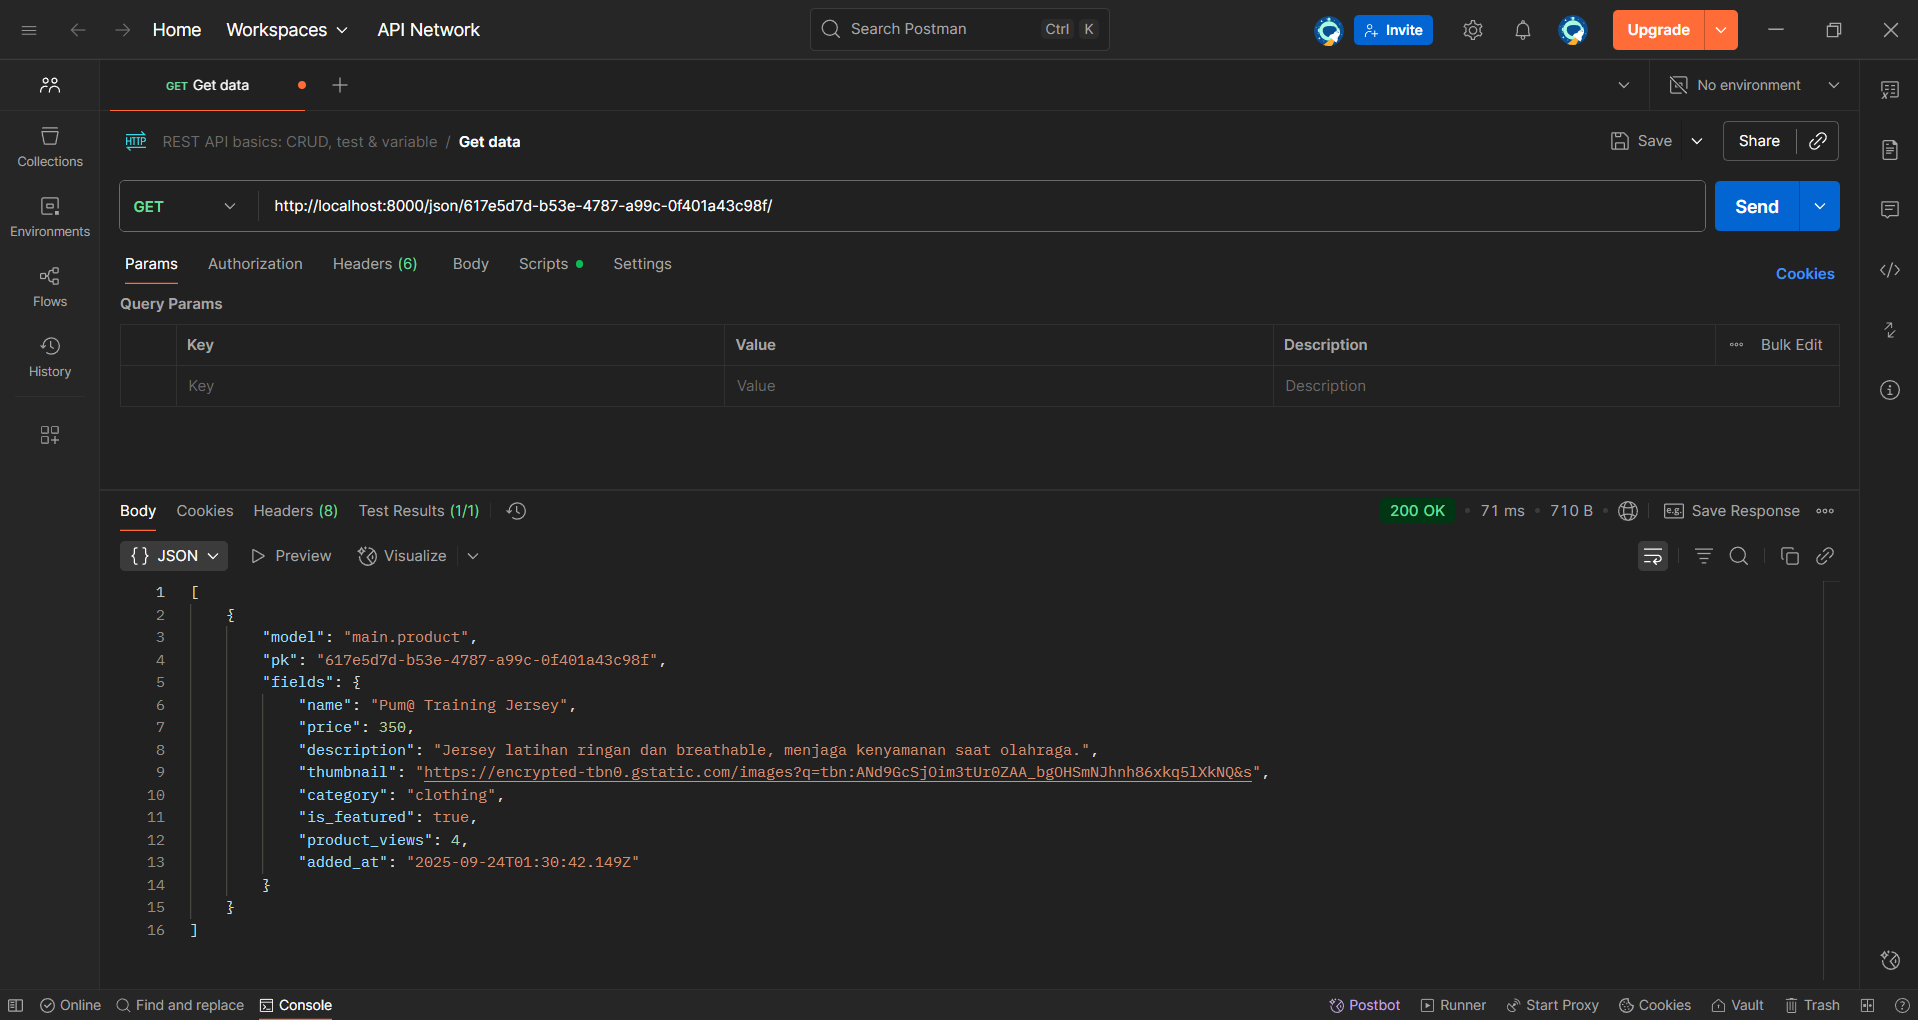 Home Workspaces API Network Search Postman Ctrl K Invite Upgrade
GET Get data No environment
HTTP REST API basics: CRUD, test & variable / Get data Save Share
Collections
Environments
Flows
History
GET http://localhost:8000/json/617e5d7d-b53e-4787-a99c-0f401a43c98f/ Send
Params Authorization Headers (6) Body Scripts Settings Cookies
Query Params
Key Value Description Bulk Edit
Key Value Description
Body Cookies Headers (8) Test Results (1/1) 200 OK 71 ms 710 B e.g. Save Response
{} JSON Preview Visualize
1 [
2 {
3 "model": "main.product",
4 "pk": "617e5d7d-b53e-4787-a99c-0f401a43c98f",
5 "fields": {
6 "name": "Pum@ Training Jersey",
7 "price": 350,
8 "description": "Jersey latihan ringan dan breathable, menjaga kenyamanan saat olahraga.",
9 "thumbnail": "https://encrypted-tbn0.gstatic.com/images?q=tbn:ANd9GcSjOim3tUr0ZAA_bgOHSmNJhnh86xkq5lXkNQ&s",
10 "category": "clothing",
11 "is_featured": true,
12 "product_views": 4,
13 "added_at": "2025-09-24T01:30:42.149Z"
14 }
15 }
16 ]
Online Find and replace Console Postbot Runner Start Proxy Cookies Vault Trash